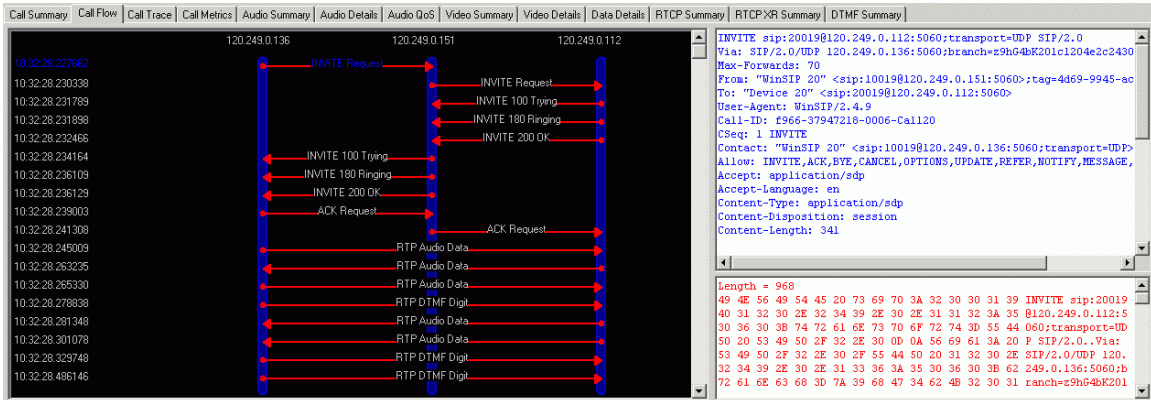 Call Summary Call Flow Call Trace Call Metrics Audio Summary Audio Details Audio QoS Video Summary Video Details Data Details RTCP Summary RTCP XR Summary DTMF Summary
120.249.0.136 120.249.0.151 120.249.0.112
10:32:28.227662 INVITE Request
10:32:28.230338 INVITE Request
10:32:28.231789 INVITE 100 Trying
10:32:28.231898 INVITE 180 Ringing
10:32:28.232466 INVITE 200 OK
10:32:28.234164 INVITE 100 Trying
10:32:28.236109 INVITE 180 Ringing
10:32:28.236129 INVITE 200 OK
10:32:28.239003 ACK Request
10:32:28.241308 ACK Request
10:32:28.245009 RTP Audio Data
10:32:28.263235 RTP Audio Data
10:32:28.265330 RTP Audio Data
10:32:28.278838 RTP DTMF Digit
10:32:28.281348 RTP Audio Data
10:32:28.301078 RTP Audio Data
10:32:28.329748 RTP DTMF Digit
10:32:28.486146 RTP DTMF Digit
INVITE sip:20019@120.249.0.112:5060;transport=UDP SIP/2.0
Via: SIP/2.0/UDP 120.249.0.136:5060;branch=z9hG4bK201c1204e2c2430
Max-Forwards: 70
From: "WinSIP 20" <sip:10019@120.249.0.151:5060>;tag=4d69-9945-ac
To: "Device 20" <sip:20019@120.249.0.112:5060>
User-Agent: WinSIP/2.4.9
Call-ID: f966-37947218-0006-Call20
CSeq: 1 INVITE
Contact: "WinSIP 20" <sip:10019@120.249.0.136:5060;transport=UDP>
Allow: INVITE,ACK,BYE,CANCEL,OPTIONS,UPDATE,REFER,NOTIFY,MESSAGE,
Accept: application/sdp
Accept-Language: en
Content-Type: application/sdp
Content-Disposition: session
Content-Length: 341
Length = 968
49 4E 56 49 54 45 20 73 69 70 3A 32 30 30 31 39 INVITE sip:20019
40 31 32 30 2E 32 34 39 2E 30 2E 31 31 32 3A 35 @120.249.0.112:5
30 36 30 3B 74 72 61 6E 73 70 6F 72 74 3D 55 44 060;transport=UD
50 20 53 49 50 2F 32 2E 30 0D 0A 56 69 61 3A 20 P SIP/2.0..Via:
53 49 50 2F 32 2E 30 2F 55 44 50 20 31 32 30 2E SIP/2.0/UDP 120.
32 34 39 2E 30 2E 31 33 36 3A 35 30 36 30 3B 62 249.0.136:5060;b
72 61 6E 63 68 3D 7A 39 68 47 34 62 4B 32 30 31 ranch=z9hG4bK201